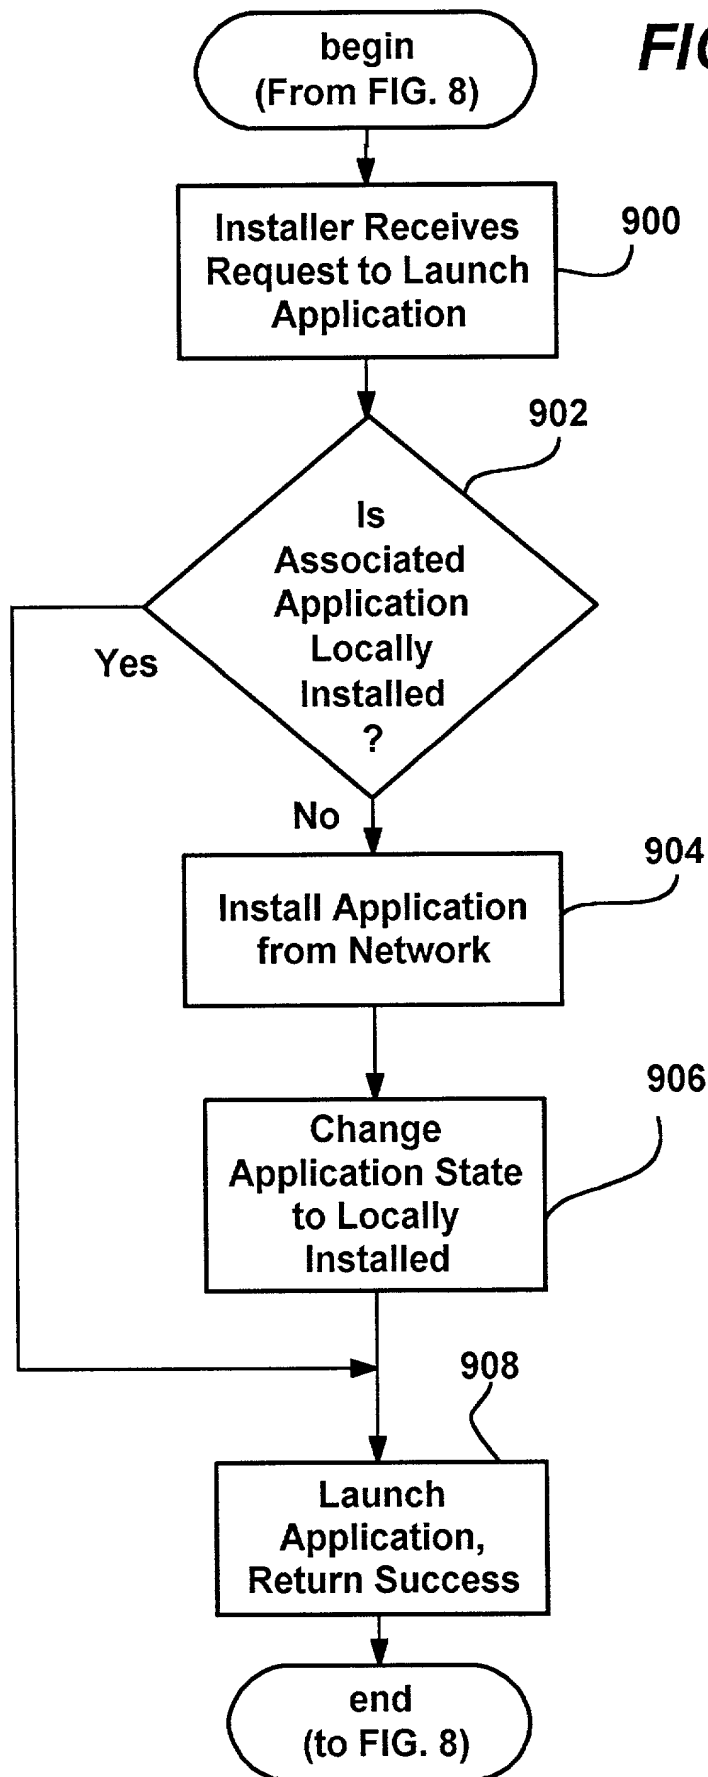 begin
(From FIG. 8)
Installer Receives
Request to Launch
Application
900
902
Is
Associated
Application
Locally
Installed
?
Yes
No
Install Application
from Network
904
Change
Application State
to Locally
Installed
906
908
Launch
Application,
Return Success
end
(to FIG. 8)